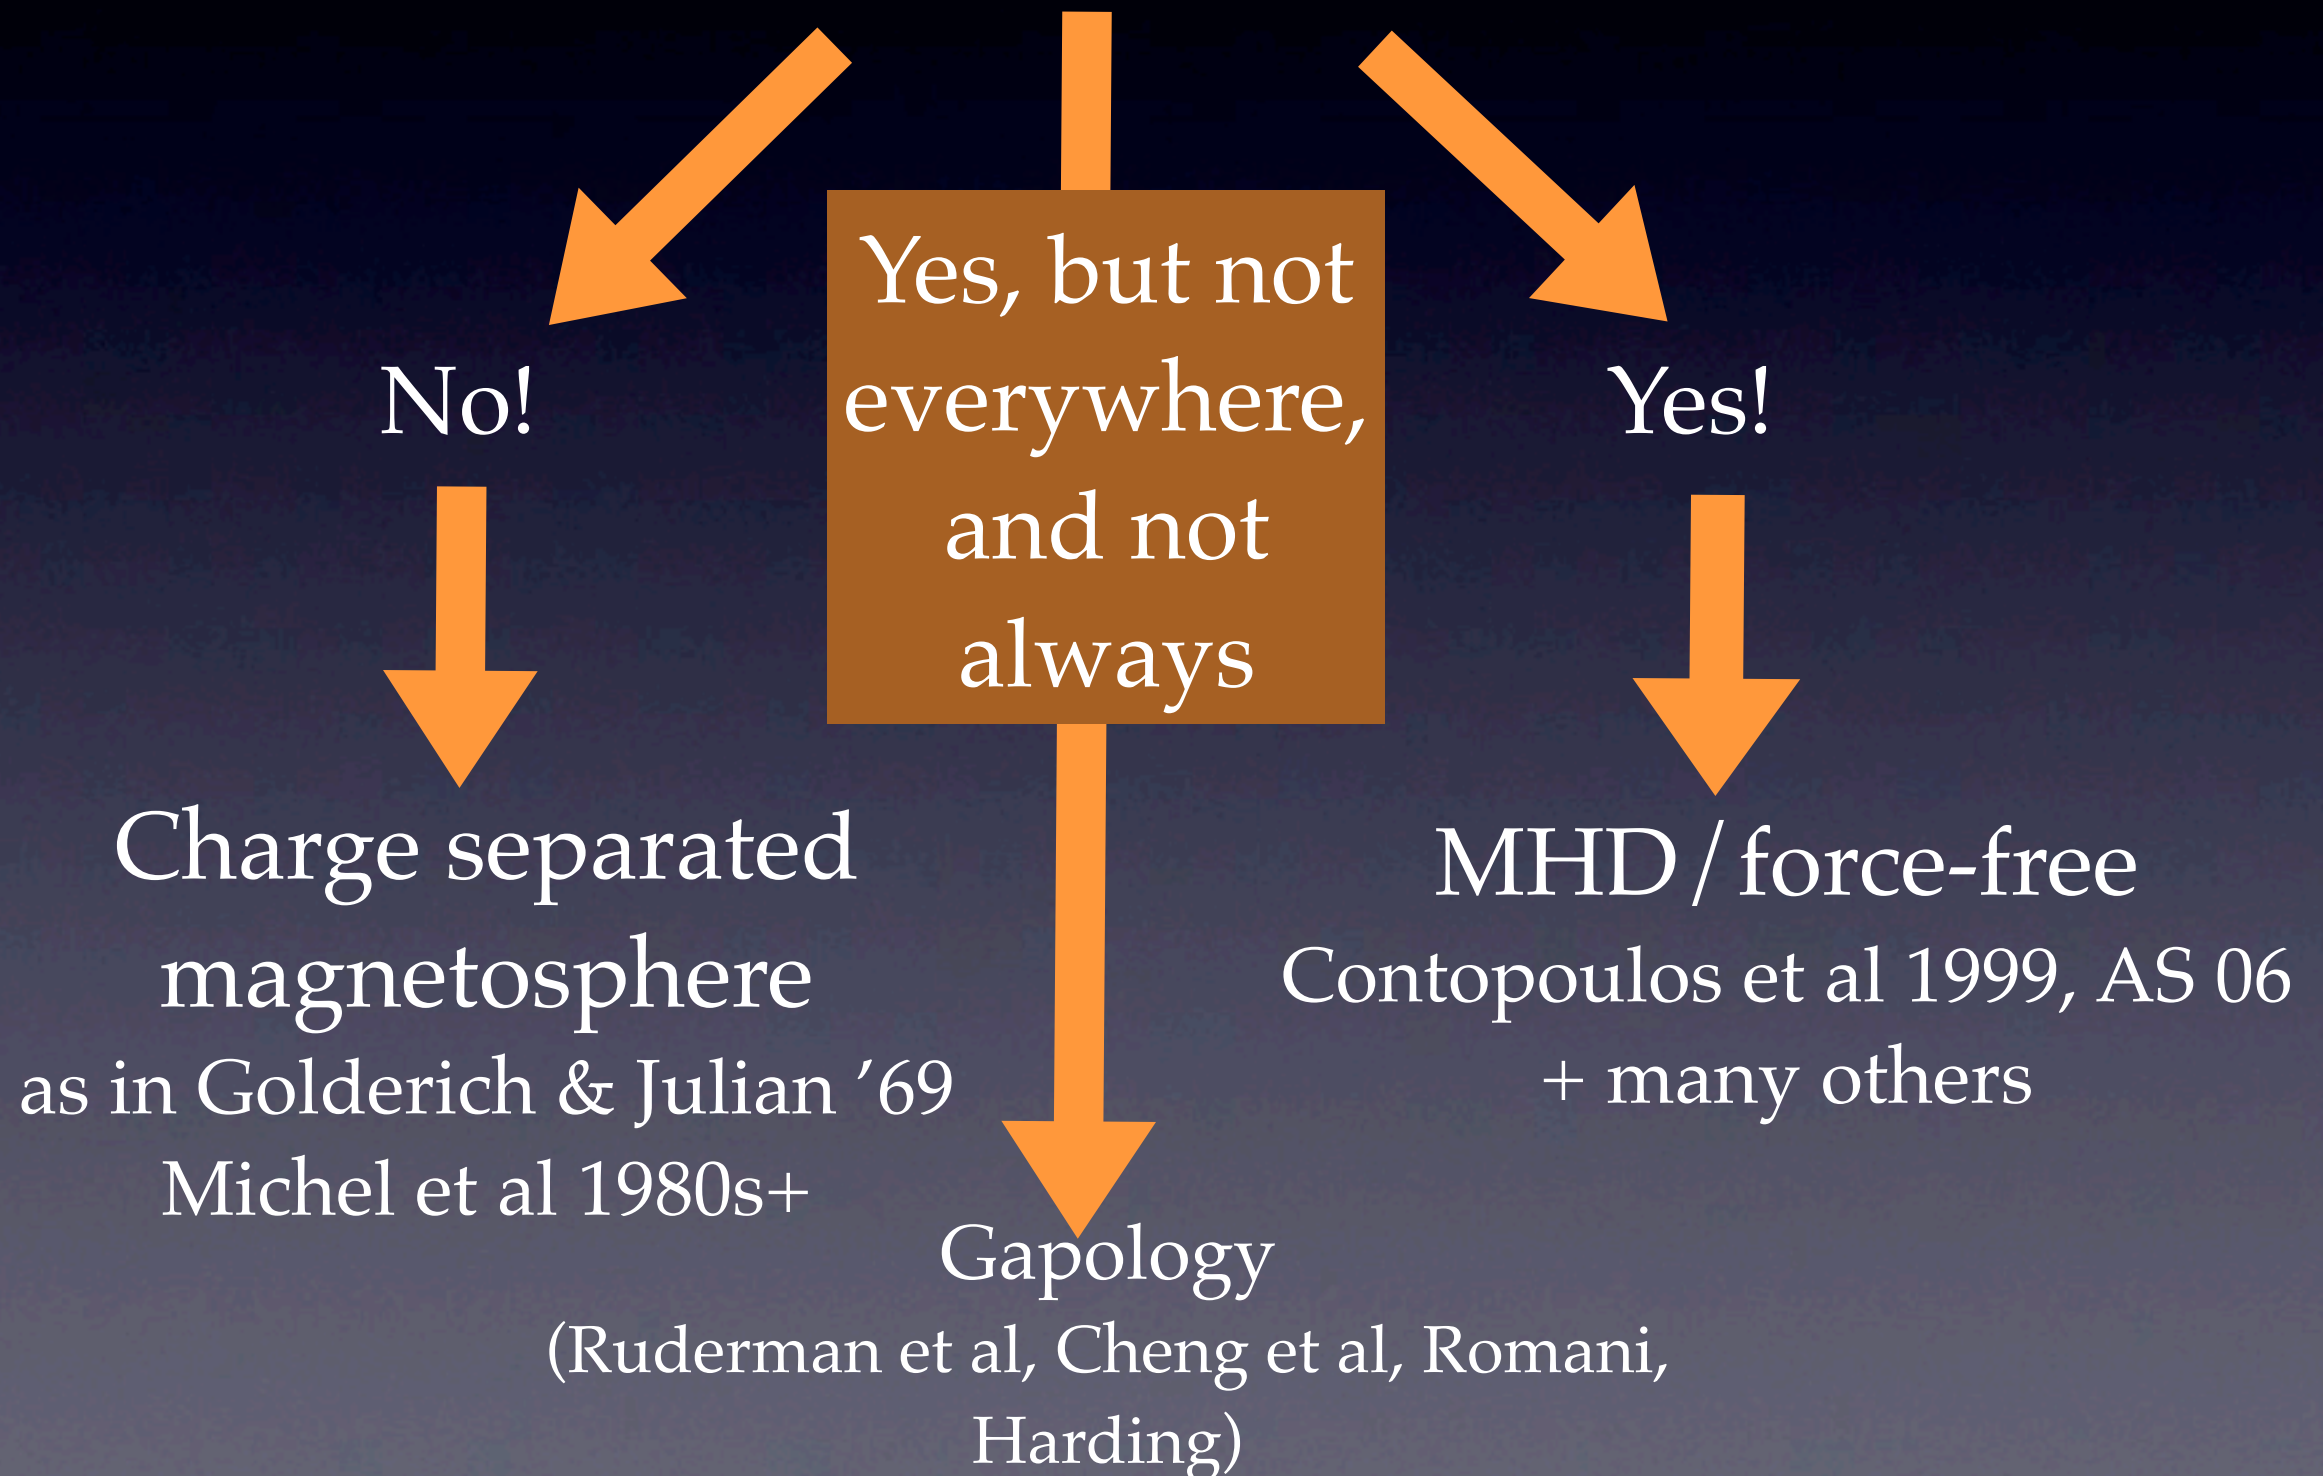 No!
Yes, but not
everywhere,
and not
always
Yes!
Charge separated
magnetosphere
as in Golderich & Julian ’69
Michel et al 1980s+
MHD/force-free
Contopoulos et al 1999, AS 06
+ many others
Gapology
(Ruderman et al, Cheng et al, Romani,
Harding)